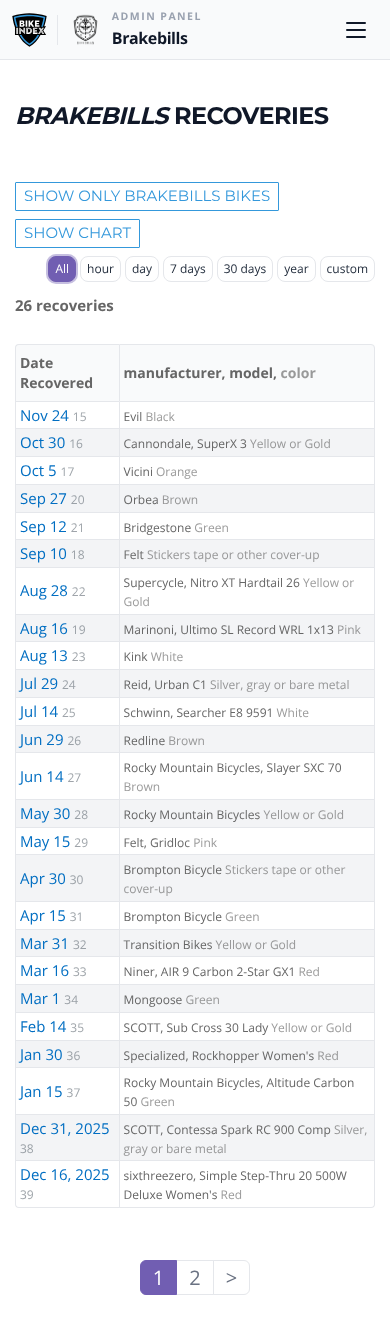 BIKE
INDEX
ADMIN PANEL
Brakebills
BRAKEBILLS RECOVERIES
SHOW ONLY BRAKEBILLS BIKES
SHOW CHART
All hour day 7 days 30 days year custom
26 recoveries
Date Recovered manufacturer, model, color
Nov 24 15 Evil Black
Oct 30 16 Cannondale, SuperX 3 Yellow or Gold
Oct 5 17 Vicini Orange
Sep 27 20 Orbea Brown
Sep 12 21 Bridgestone Green
Sep 10 18 Felt Stickers tape or other cover-up
Aug 28 22 Supercycle, Nitro XT Hardtail 26 Yellow or
Gold
Aug 16 19 Marinoni, Ultimo SL Record WRL 1x13 Pink
Aug 13 23 Kink White
Jul 29 24 Reid, Urban C1 Silver, gray or bare metal
Jul 14 25 Schwinn, Searcher E8 9591 White
Jun 29 26 Redline Brown
Jun 14 27 Rocky Mountain Bicycles, Slayer SXC 70
Brown
May 30 28 Rocky Mountain Bicycles Yellow or Gold
May 15 29 Felt, Gridloc Pink
Apr 30 30 Brompton Bicycle Stickers tape or other
cover-up
Apr 15 31 Brompton Bicycle Green
Mar 31 32 Transition Bikes Yellow or Gold
Mar 16 33 Niner, AIR 9 Carbon 2-Star GX1 Red
Mar 1 34 Mongoose Green
Feb 14 35 SCOTT, Sub Cross 30 Lady Yellow or Gold
Jan 30 36 Specialized, Rockhopper Women's Red
Jan 15 37 Rocky Mountain Bicycles, Altitude Carbon
50 Green
Dec 31, 2025 SCOTT, Contessa Spark RC 900 Comp Silver,
38 gray or bare metal
Dec 16, 2025 sixthreezero, Simple Step-Thru 20 500W
39 Deluxe Women's Red
1 2 >